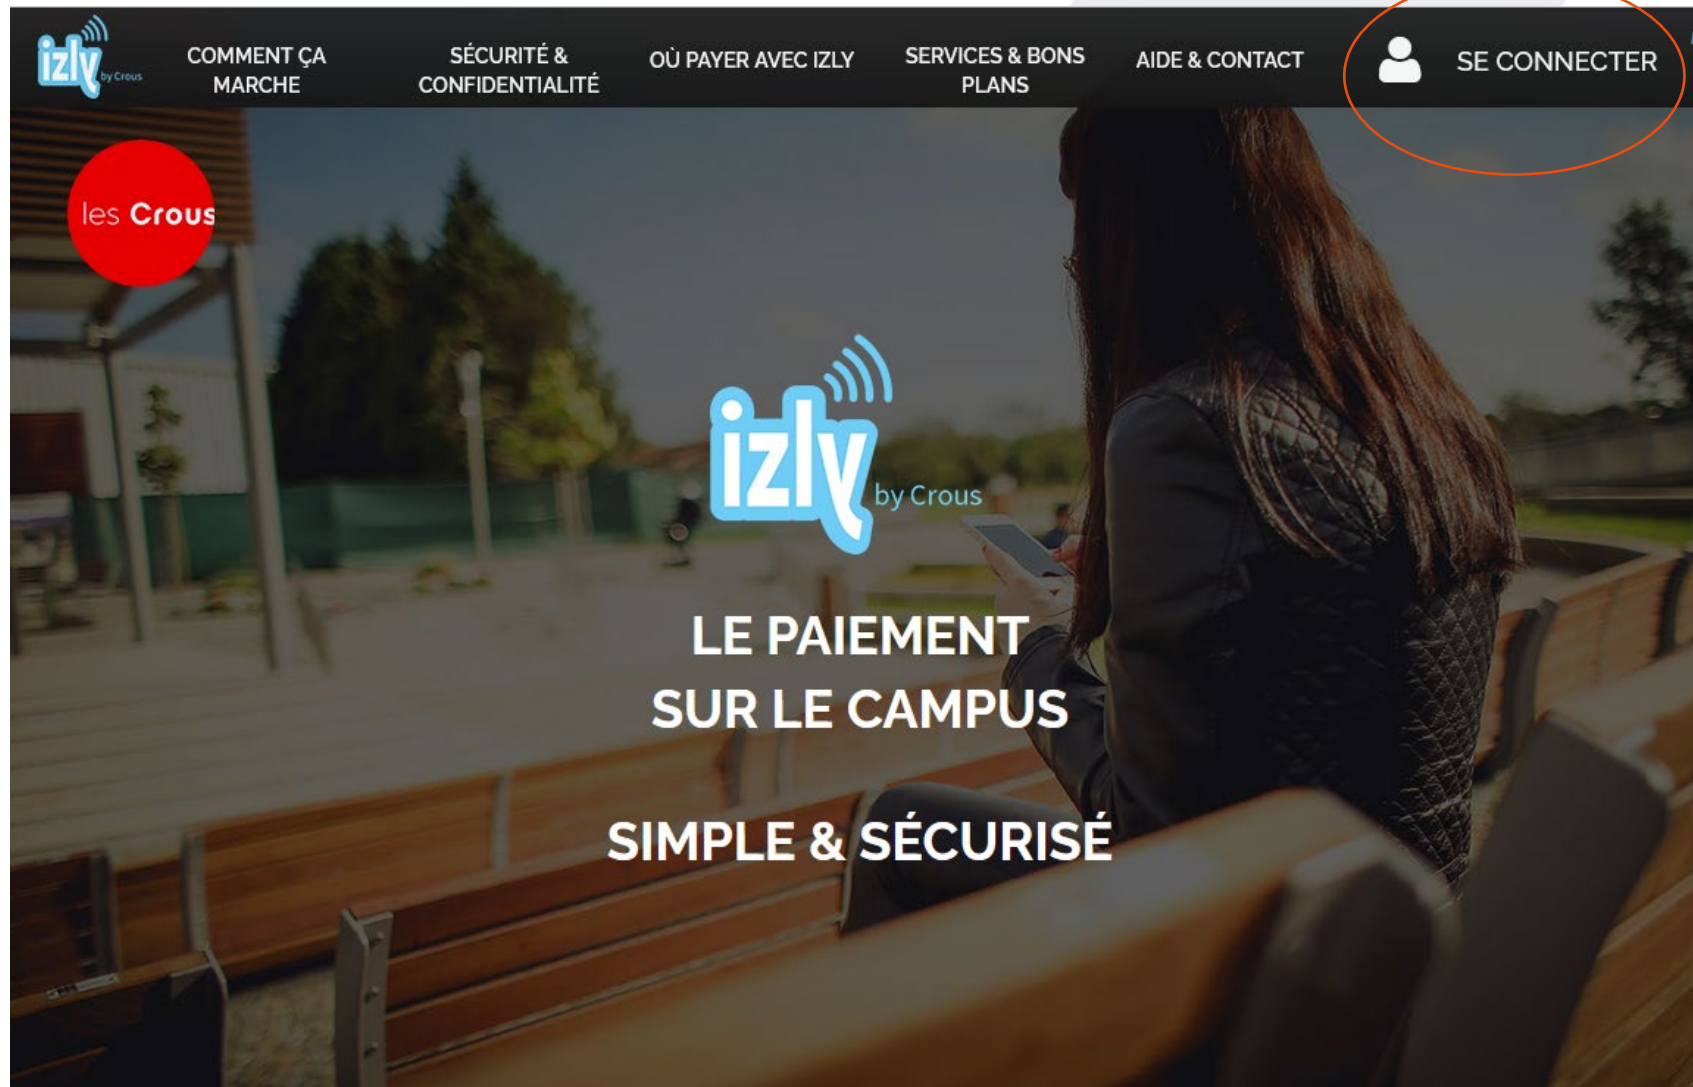 izly
by Crous
COMMENT ÇA
MARCHE
SÉCURITÉ &
CONFIDENTIALITÉ
OÙ PAYER AVEC IZLY
SERVICES & BONS
PLANS
AIDE & CONTACT
SE CONNECTER
les Crous
izly
by Crous
LE PAIEMENT
SUR LE CAMPUS
SIMPLE & SÉCURISÉ